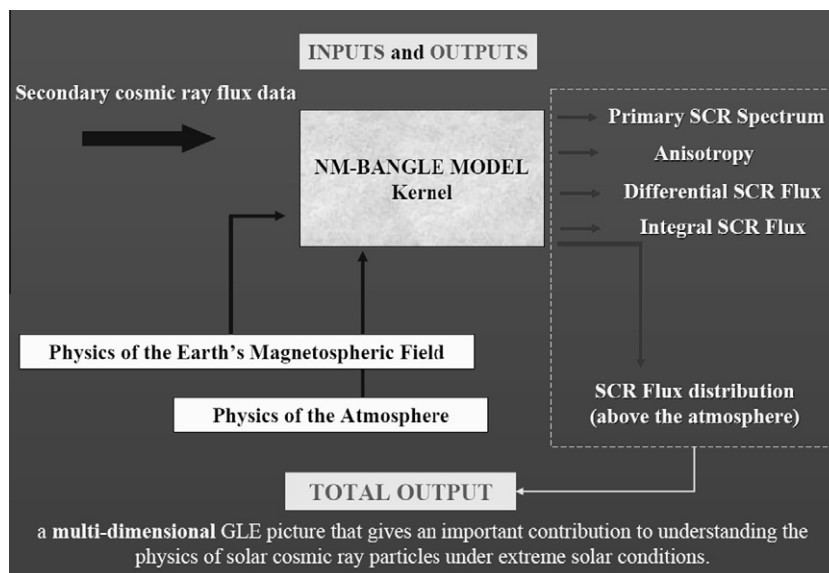 INPUTS and OUTPUTS
Secondary cosmic ray flux data
NM-BANGLE MODEL
Kernel
Primary SCR Spectrum
Anisotropy
Differential SCR Flux
Integral SCR Flux
Physics of the Earth's Magnetospheric Field
Physics of the Atmosphere
SCR Flux distribution
(above the atmosphere)
TOTAL OUTPUT
a multi-dimensional GLE picture that gives an important contribution to understanding the
physics of solar cosmic ray particles under extreme solar conditions.